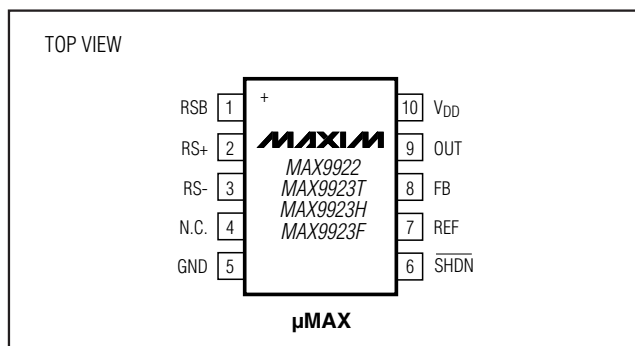 TOP VIEW
RSB 1 + 10 VDD
RS+ 2 MAXIM 9 OUT
MAX9922
RS- 3 MAX9923T 8 FB
MAX9923H
N.C. 4 MAX9923F 7 REF
GND 5 6 S̅H̅D̅N̅
µMAX